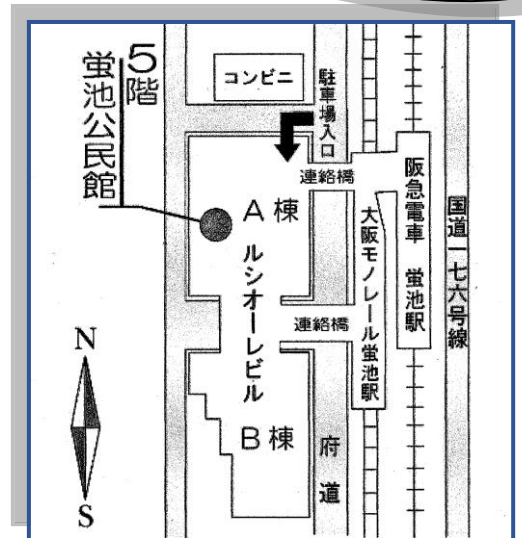 5階
蛍池公民館
コンビニ
駐車場入口
連絡橋
A棟
ルシオーレビル
連絡橋
B棟
大阪モノレール蛍池駅
阪急電車 蛍池駅
国道一七六号線
府道
N
S